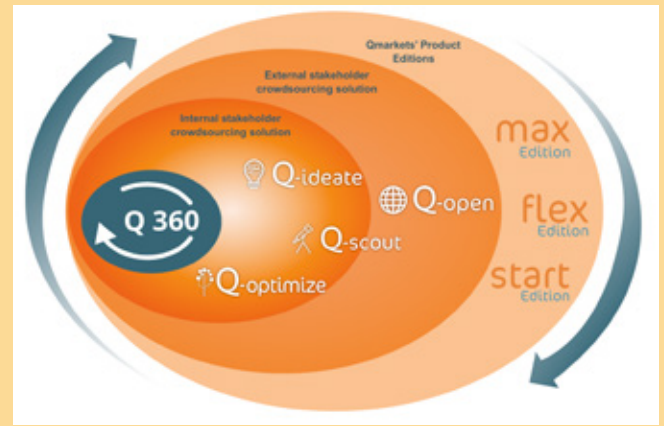 Qmarkets' Product
Editions
External stakeholder
crowdsourcing solution
Internal stakeholder
crowdsourcing solution
max
Edition
Q-ideate
Q-open
flex
Edition
Q 360
Q-scout
Q-optimize
start
Edition